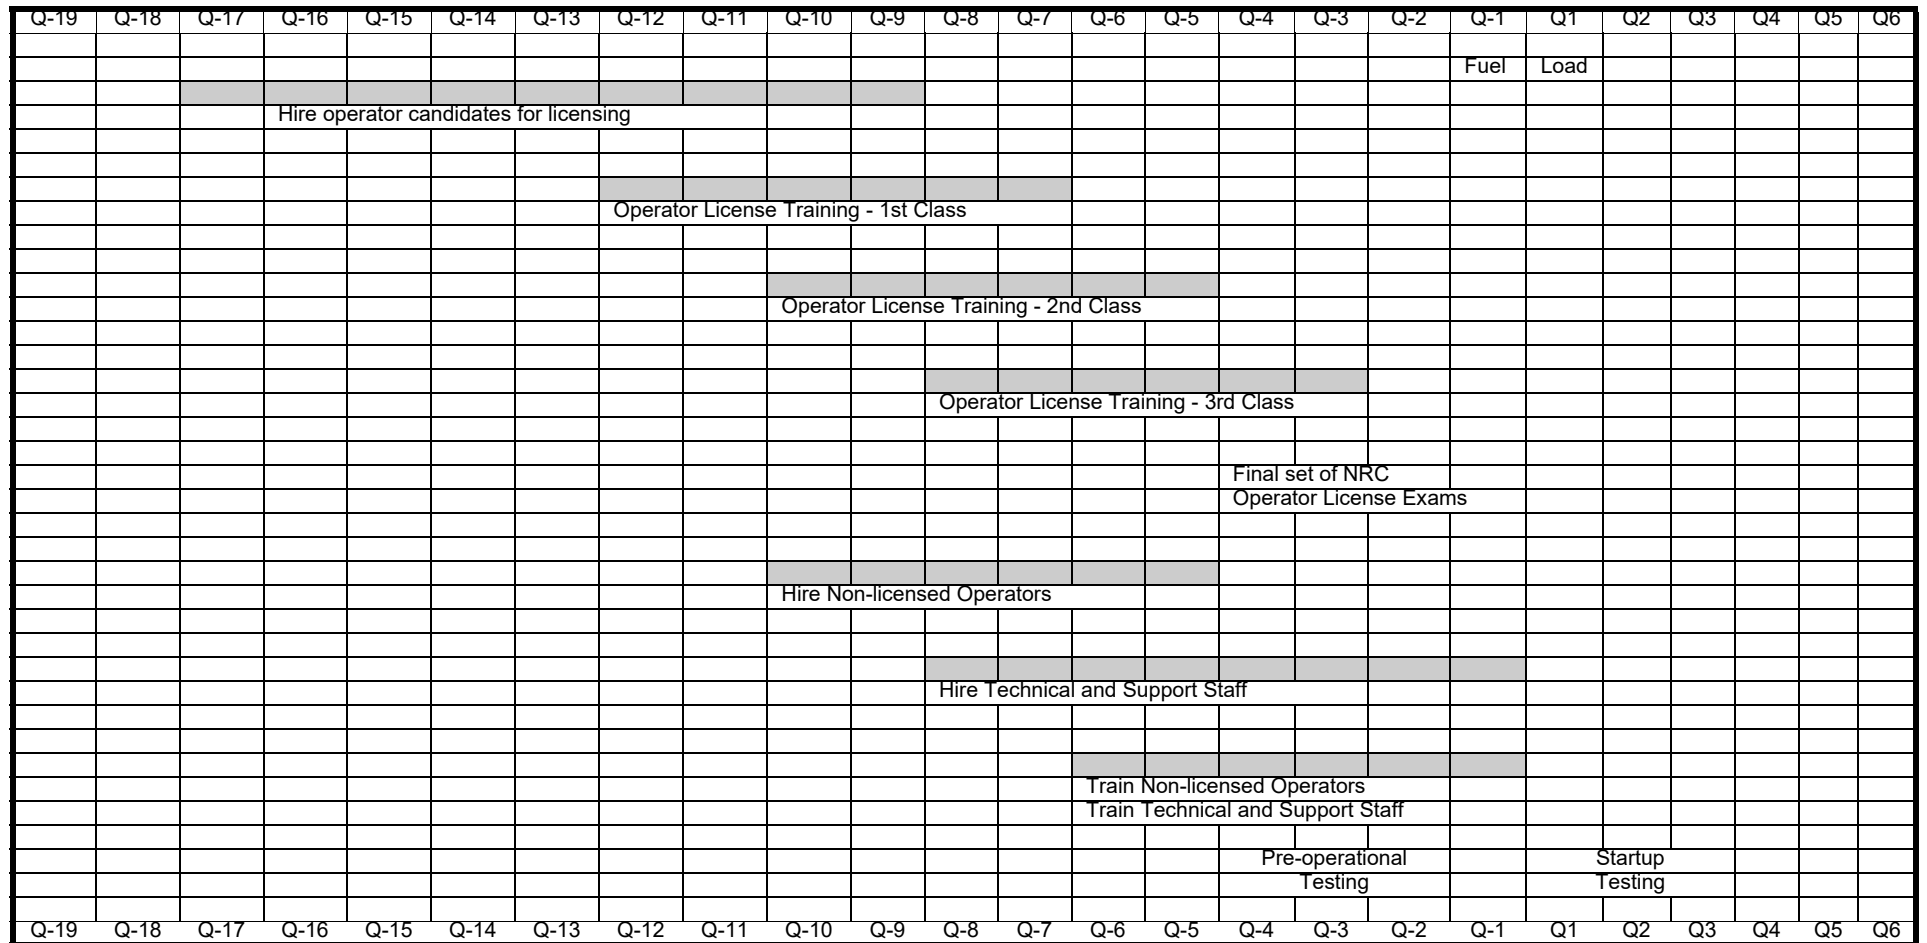 Q-19 Q-18 Q-17 Q-16 Q-15 Q-14 Q-13 Q-12 Q-11 Q-10 Q-9 Q-8 Q-7 Q-6 Q-5 Q-4 Q-3 Q-2 Q-1 Q1 Q2 Q3 Q4 Q5 Q6
Fuel Load
Hire operator candidates for licensing
Operator License Training - 1st Class
Operator License Training - 2nd Class
Operator License Training - 3rd Class
Final set of NRC
Operator License Exams
Hire Non-licensed Operators
Hire Technical and Support Staff
Train Non-licensed Operators
Train Technical and Support Staff
Pre-operational Startup
Testing Testing
Q-19 Q-18 Q-17 Q-16 Q-15 Q-14 Q-13 Q-12 Q-11 Q-10 Q-9 Q-8 Q-7 Q-6 Q-5 Q-4 Q-3 Q-2 Q-1 Q1 Q2 Q3 Q4 Q5 Q6